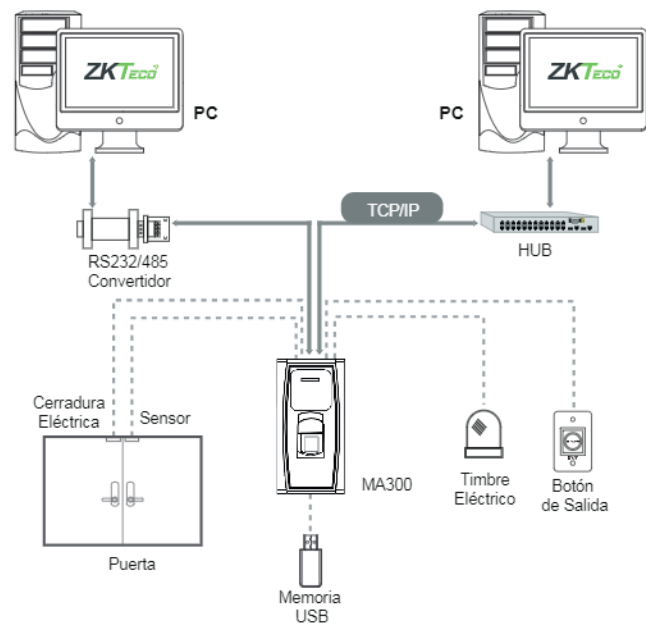 ZKTeco
ZKTeco
PC
PC
TCP/IP
RS232/485
Convertidor
HUB
Cerradura
Eléctrica
Sensor
MA300
Timbre
Eléctrico
Botón
de Salida
Puerta
Memoria
USB